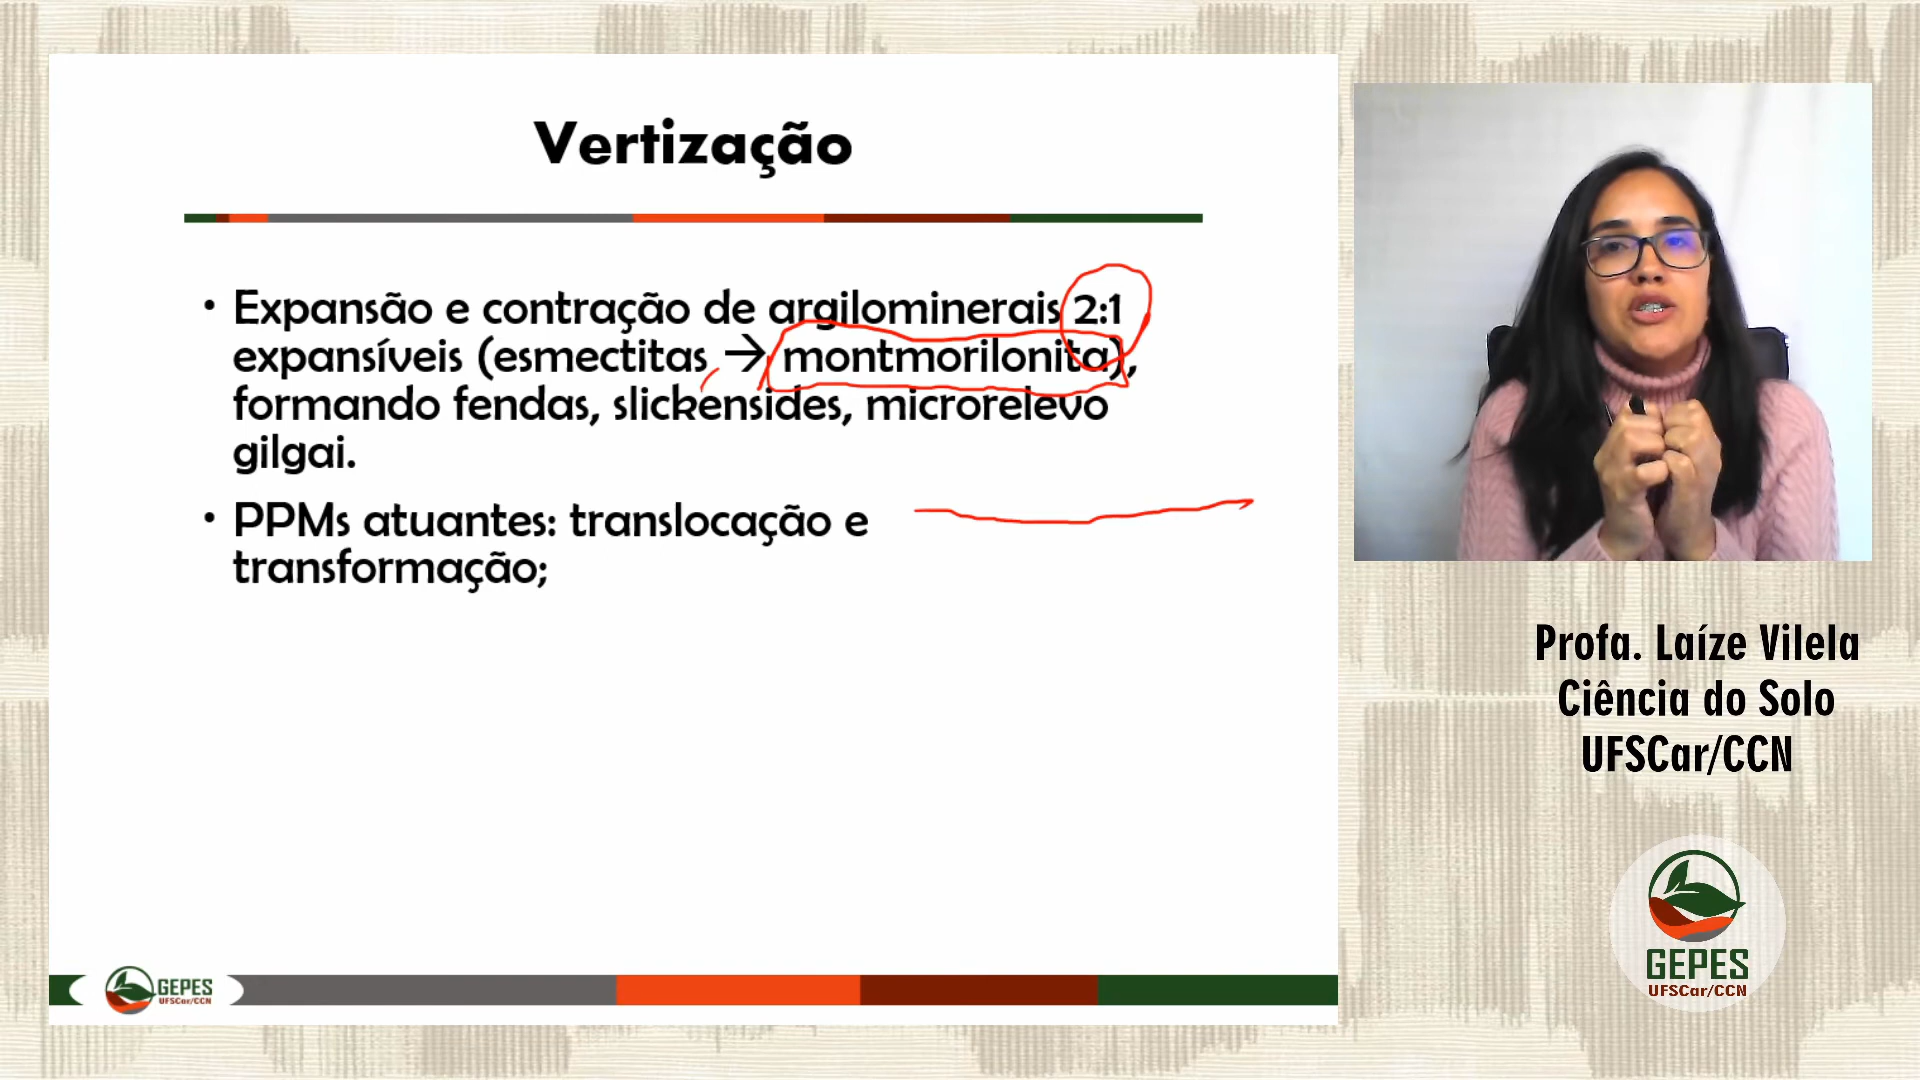 Vertização
• Expansão e contração de argilominerais 2:1
expansíveis (esmectitas → montmorilonita),
formando fendas, slickensides, microrelevo
gilgai.
• PPMs atuantes: translocação e
transformação;
GEPES
UFSCar/CCN
Profa. Laíze Vilela
Ciência do Solo
UFSCar/CCN
GEPES
UFSCar/CCN